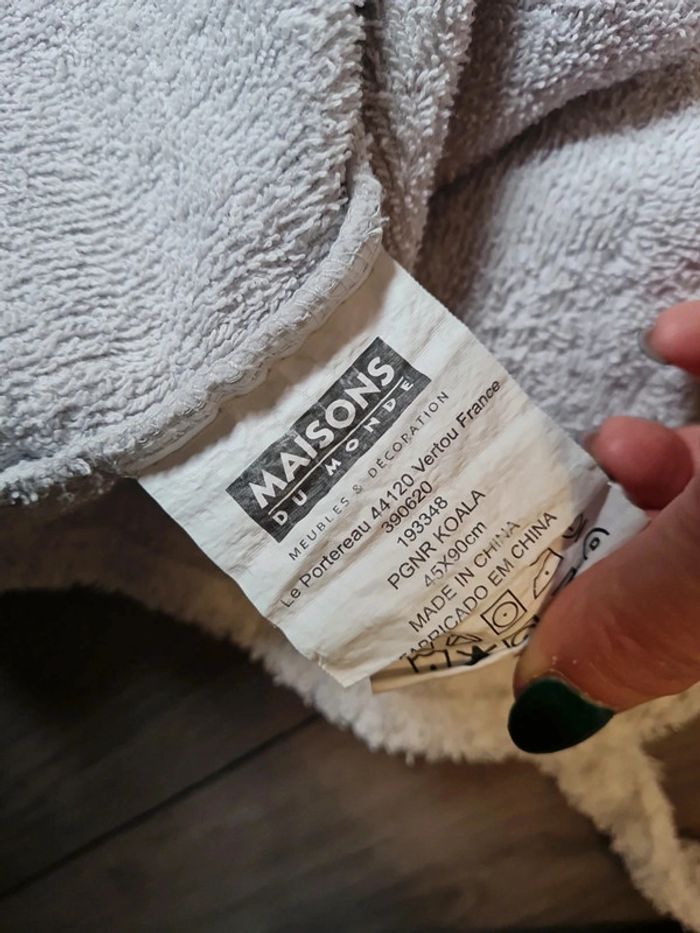 MAISONS
DU MONDE
MEUBLES & DÉCORATION
Le Portereau 44120 Vertou France
390620
193348
PGNR KOALA
45X90cm
MADE IN CHINA
FABRICADO EM CHINA